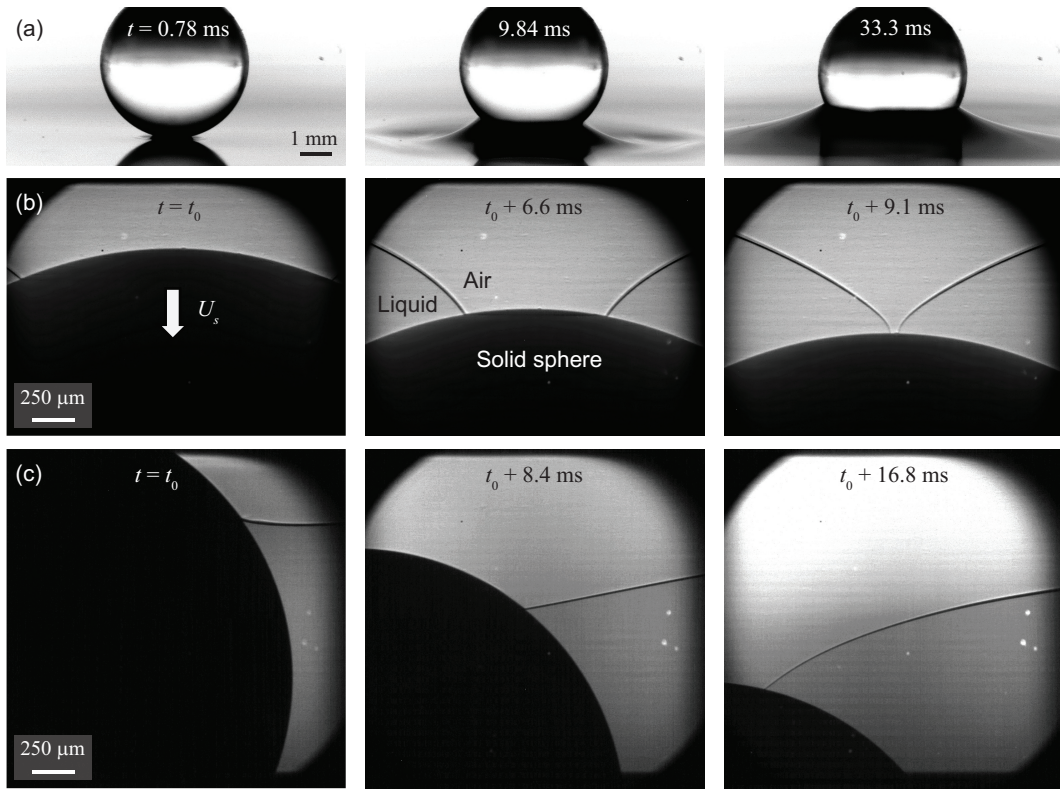 (a)
t = 0.78 ms
9.84 ms
33.3 ms
1 mm
(b)
t = t₀
t₀ + 6.6 ms
t₀ + 9.1 ms
Air
Liquid
Uₛ
Solid sphere
250 μm
(c)
t = t₀
t₀ + 8.4 ms
t₀ + 16.8 ms
250 μm